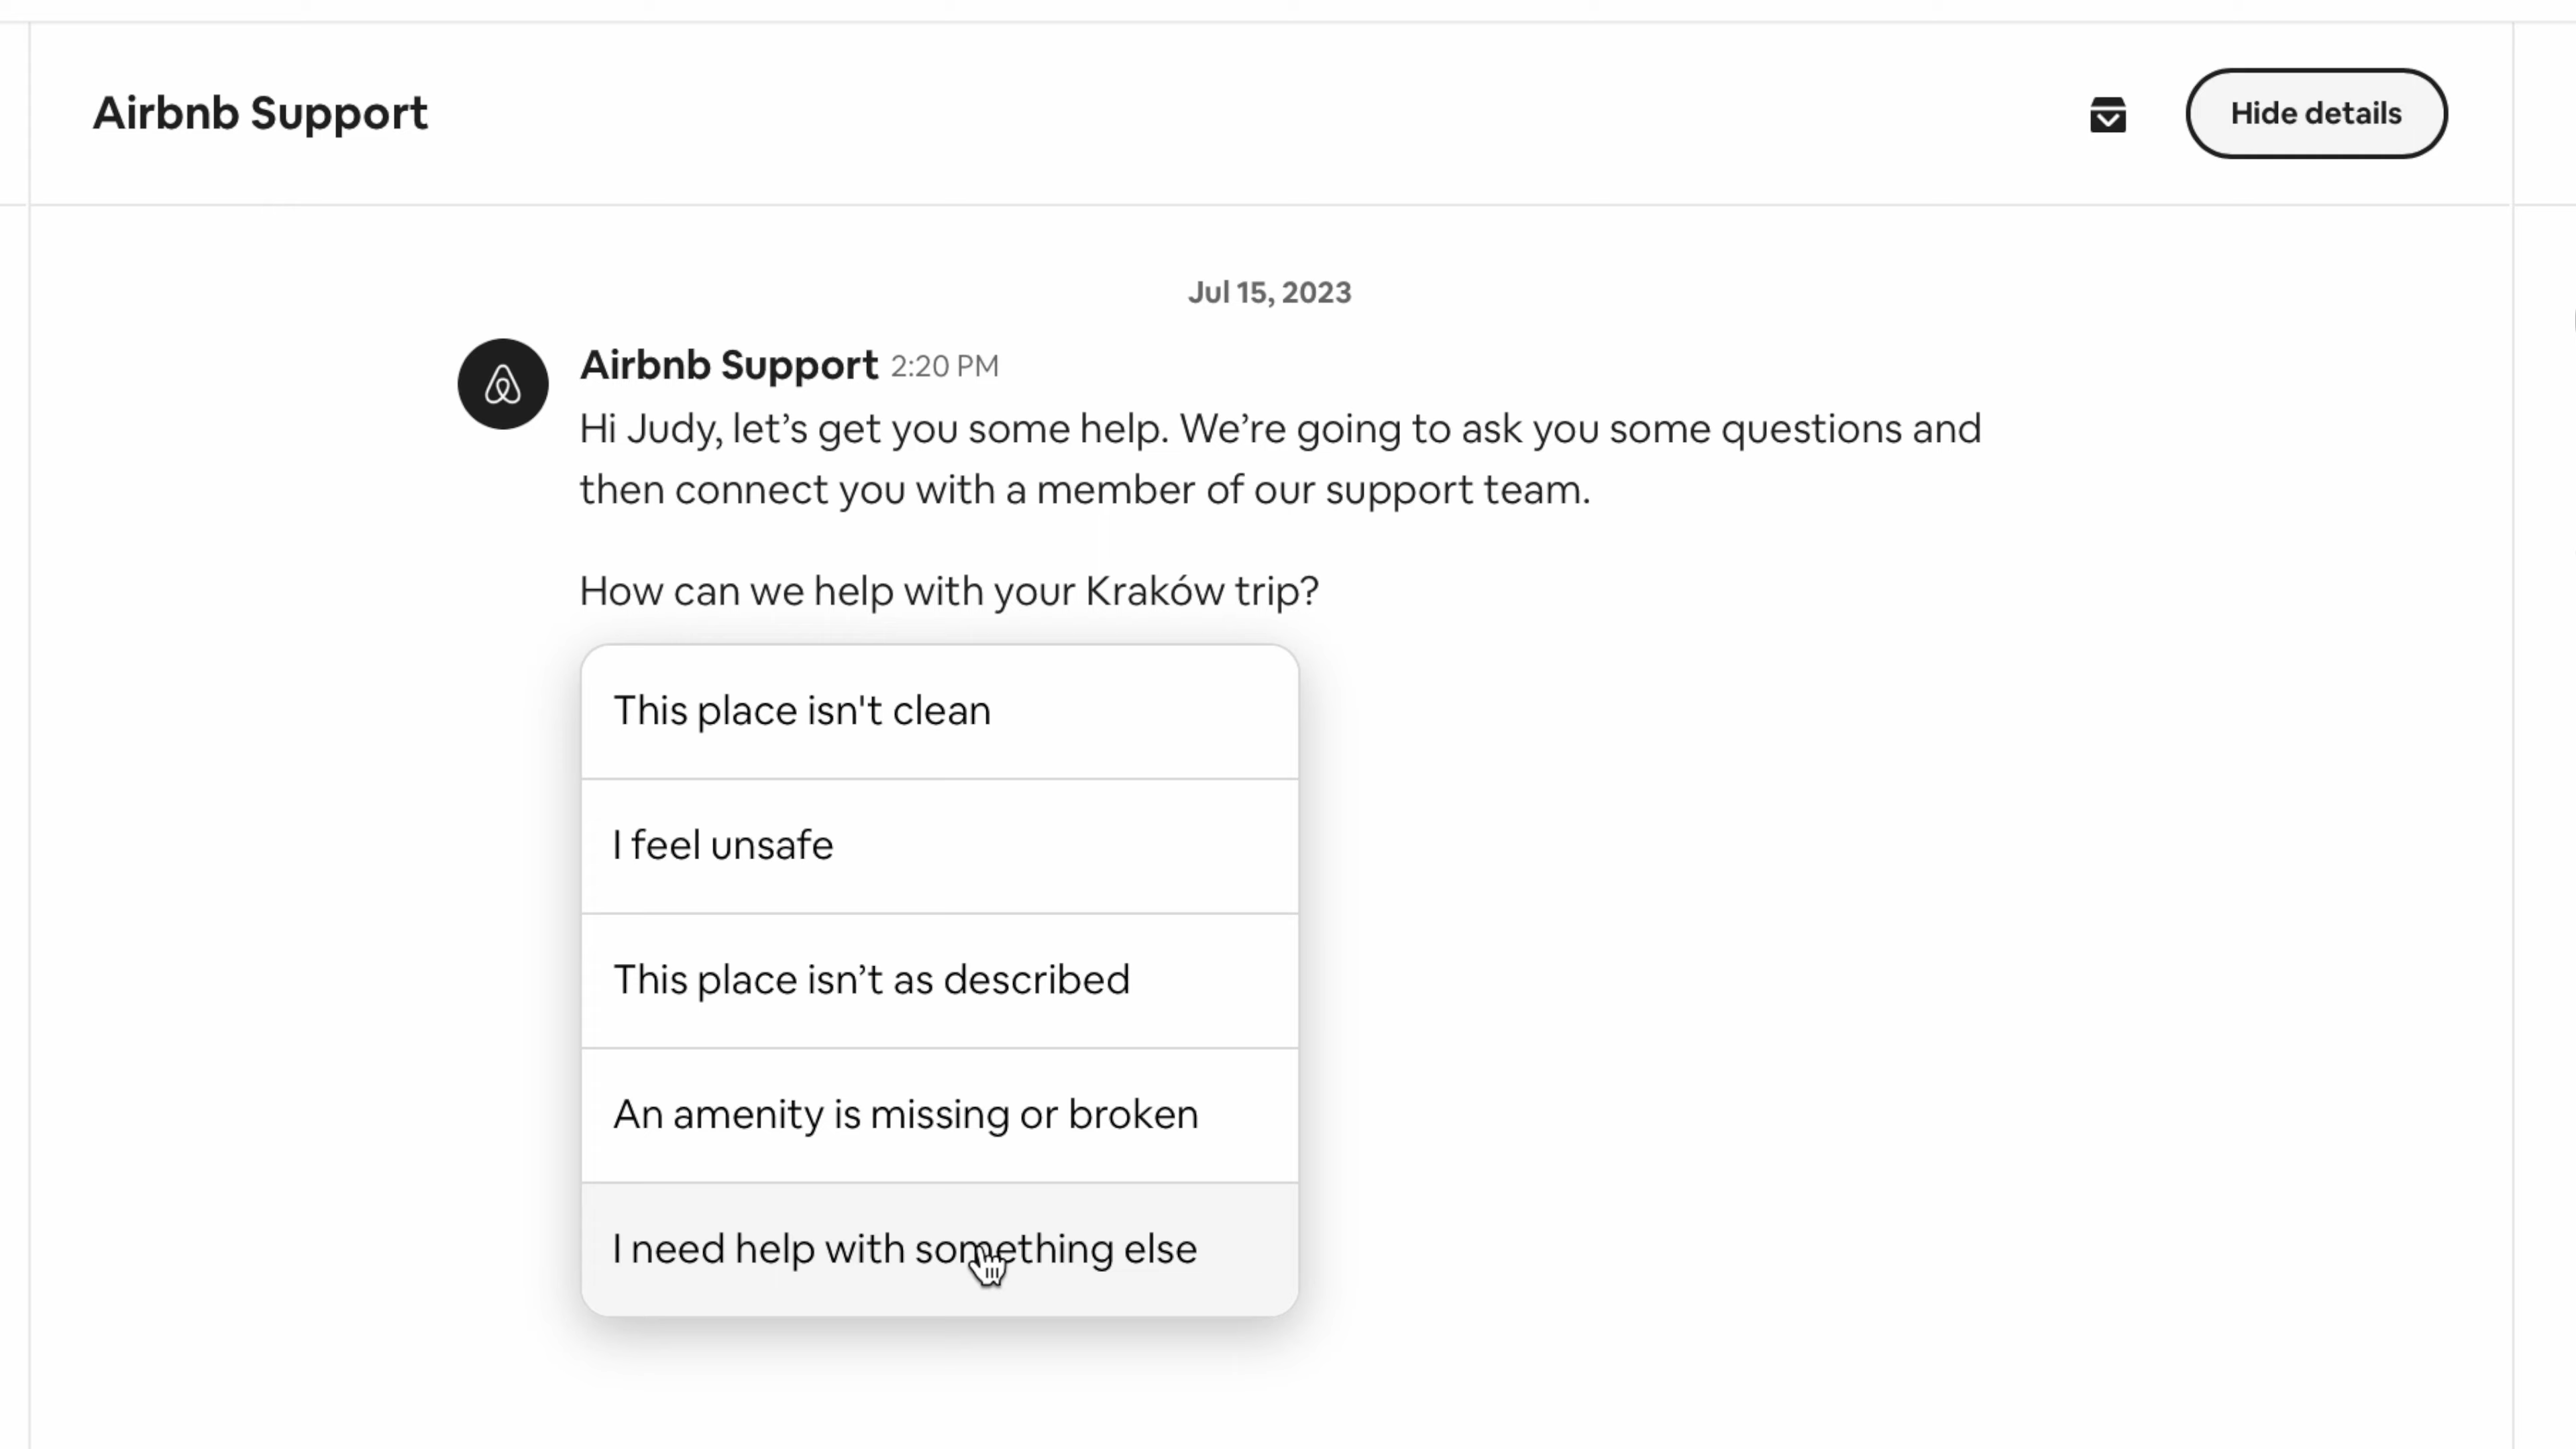 Airbnb Support
Hide details
Jul 15, 2023
Airbnb Support 2:20 PM
Hi Judy, let’s get you some help. We’re going to ask you some questions and
then connect you with a member of our support team.
How can we help with your Kraków trip?
This place isn't clean
I feel unsafe
This place isn’t as described
An amenity is missing or broken
I need help with something else